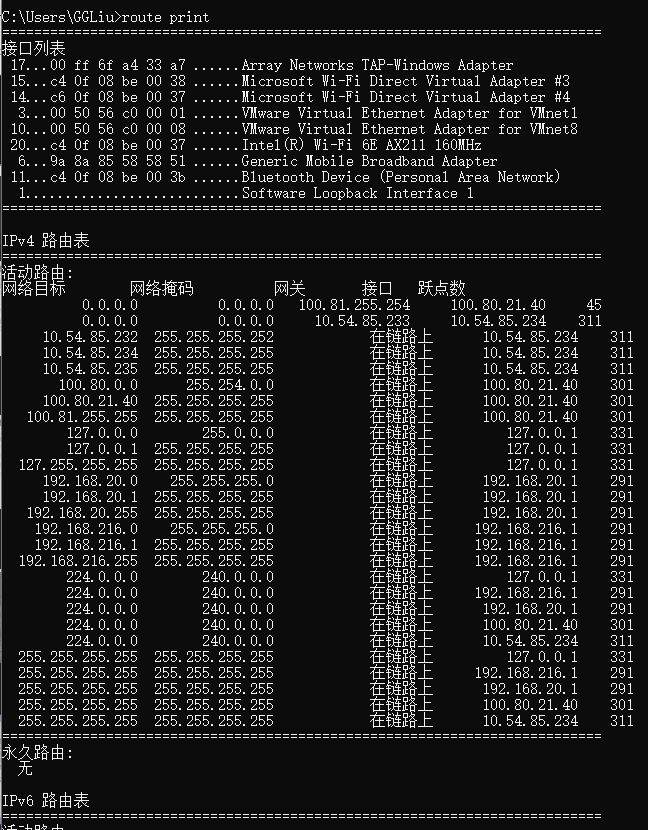 C:\Users\GGLiu>route print
===========================================================================
接口列表
 17...00 ff 6f a4 33 a7 ......Array Networks TAP-Windows Adapter
 15...c4 0f 08 be 00 38 ......Microsoft Wi-Fi Direct Virtual Adapter #3
 14...c6 0f 08 be 00 37 ......Microsoft Wi-Fi Direct Virtual Adapter #4
  3...00 50 56 c0 00 01 ......VMware Virtual Ethernet Adapter for VMnet1
 10...00 50 56 c0 00 08 ......VMware Virtual Ethernet Adapter for VMnet8
 20...c4 0f 08 be 00 37 ......Intel(R) Wi-Fi 6E AX211 160MHz
  6...9a 8a 85 58 58 51 ......Generic Mobile Broadband Adapter
 11...c4 0f 08 be 00 3b ......Bluetooth Device (Personal Area Network)
  1...........................Software Loopback Interface 1
===========================================================================
IPv4 路由表
===========================================================================
活动路由:
网络目标        网络掩码          网关       接口   跃点数
0.0.0.0 0.0.0.0 100.81.255.254 100.80.21.40 45
0.0.0.0 0.0.0.0 10.54.85.233 10.54.85.234 311
10.54.85.232 255.255.255.252 在链路上 10.54.85.234 311
10.54.85.234 255.255.255.255 在链路上 10.54.85.234 311
10.54.85.235 255.255.255.255 在链路上 10.54.85.234 311
100.80.0.0 255.254.0.0 在链路上 100.80.21.40 301
100.80.21.40 255.255.255.255 在链路上 100.80.21.40 301
100.81.255.255 255.255.255.255 在链路上 100.80.21.40 301
127.0.0.0 255.0.0.0 在链路上 127.0.0.1 331
127.0.0.1 255.255.255.255 在链路上 127.0.0.1 331
127.255.255.255 255.255.255.255 在链路上 127.0.0.1 331
192.168.20.0 255.255.255.0 在链路上 192.168.20.1 291
192.168.20.1 255.255.255.255 在链路上 192.168.20.1 291
192.168.20.255 255.255.255.255 在链路上 192.168.20.1 291
192.168.216.0 255.255.255.0 在链路上 192.168.216.1 291
192.168.216.1 255.255.255.255 在链路上 192.168.216.1 291
192.168.216.255 255.255.255.255 在链路上 192.168.216.1 291
224.0.0.0 240.0.0.0 在链路上 127.0.0.1 331
224.0.0.0 240.0.0.0 在链路上 192.168.216.1 291
224.0.0.0 240.0.0.0 在链路上 192.168.20.1 291
224.0.0.0 240.0.0.0 在链路上 100.80.21.40 301
224.0.0.0 240.0.0.0 在链路上 10.54.85.234 311
255.255.255.255 255.255.255.255 在链路上 127.0.0.1 331
255.255.255.255 255.255.255.255 在链路上 192.168.216.1 291
255.255.255.255 255.255.255.255 在链路上 192.168.20.1 291
255.255.255.255 255.255.255.255 在链路上 100.80.21.40 301
255.255.255.255 255.255.255.255 在链路上 10.54.85.234 311
===========================================================================
永久路由:
  无
IPv6 路由表
===========================================================================
活动路由